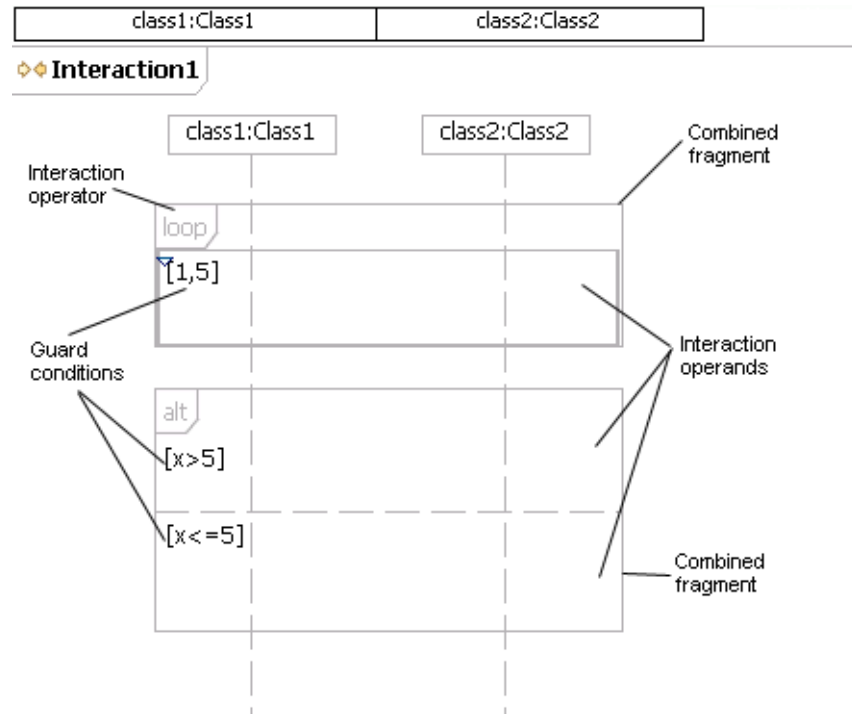 class1:Class1
class2:Class2
Interaction1
class1:Class1
class2:Class2
Combined
fragment
Interaction
operator
loop
[1,5]
Guard
conditions
Interaction
operands
alt
[x>5]
[x<=5]
Combined
fragment